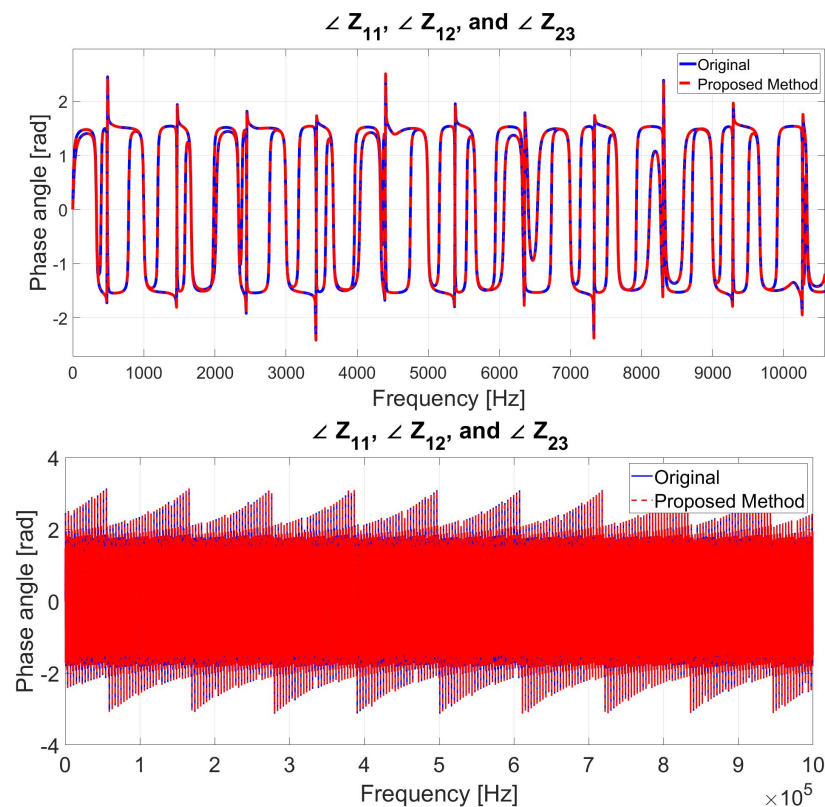 ∠ Z11, ∠ Z12, and ∠ Z23
Original
Proposed Method
Phase angle [rad]
2
1
0
-1
-2
0 1000 2000 3000 4000 5000 6000 7000 8000 9000 10000
Frequency [Hz]
∠ Z11, ∠ Z12, and ∠ Z23
Original
Proposed Method
Phase angle [rad]
4
2
0
-2
-4
0 1 2 3 4 5 6 7 8 9 10
Frequency [Hz]
×10^5